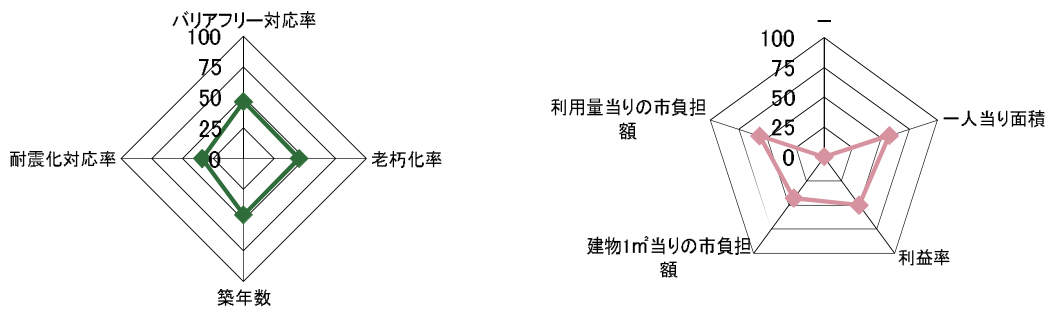 バリアフリー対応率
100
75
50
25
0
耐震化対応率
老朽化率
築年数
ー
100
75
50
25
0
利用量当りの市負担
額
一人当り面積
建物1㎡当りの市負担
額
利益率